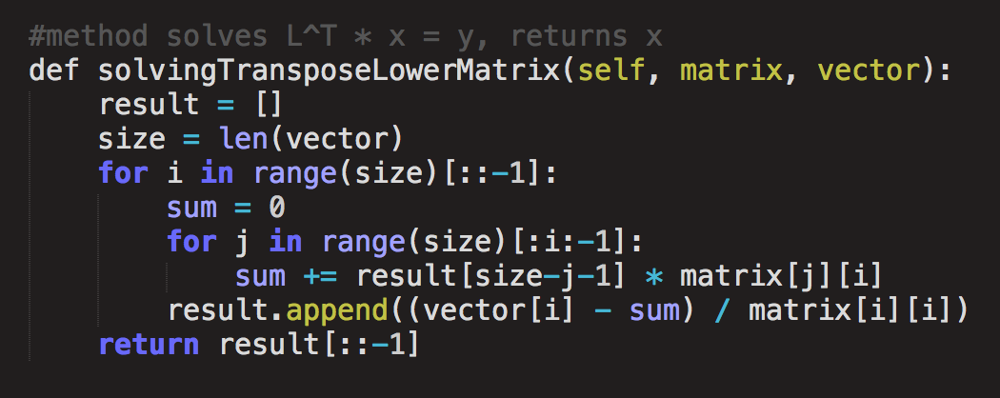 #method solves L^T * x = y, returns x
def solvingTransposeLowerMatrix(self, matrix, vector):
    result = []
    size = len(vector)
    for i in range(size)[::-1]:
        sum = 0
        for j in range(size)[:i:-1]:
            sum += result[size-j-1] * matrix[j][i]
        result.append((vector[i] - sum) / matrix[i][i])
    return result[::-1]